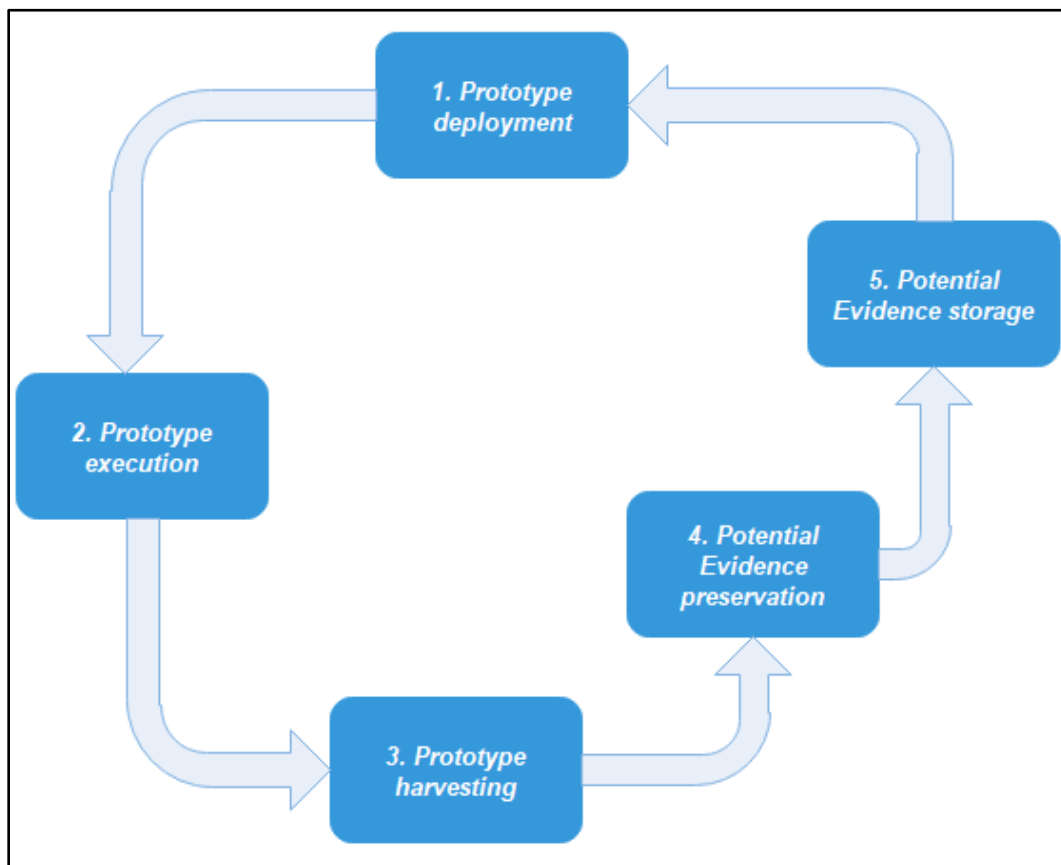 1. Prototype
deployment
2. Prototype
execution
3. Prototype
harvesting
4. Potential
Evidence
preservation
5. Potential
Evidence storage